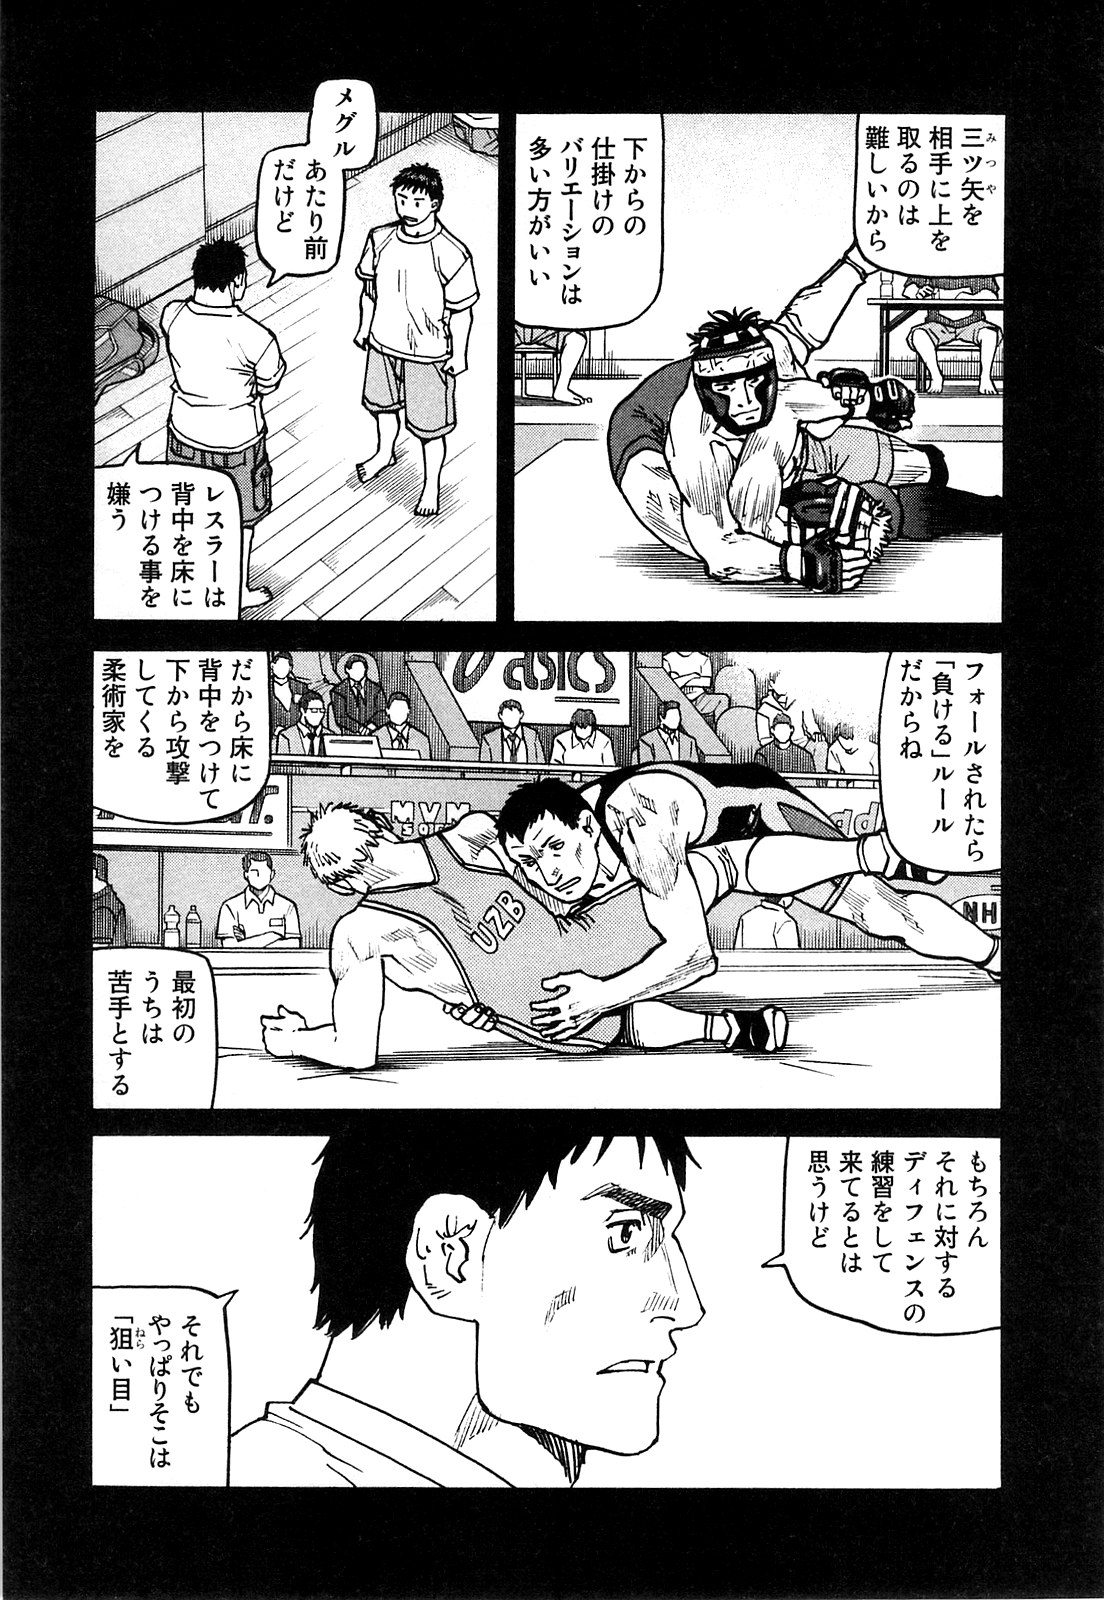 三ツ矢を
みつや
相手に上を
取るのは
難しいから
下からの
仕掛けの
バリエーションは
多い方がいい
メグル
あたり前
だけど
レスラーは
背中を床に
つける事を
嫌う
フォールされたら
「負ける」ルール
だからね
だから床に
背中をつけて
下から攻撃
してくる
柔術家を
最初の
うちは
苦手とする
asics
MVM
UZB
NH
もちろん
それに対する
ディフェンスの
練習をして
来てるとは
思うけど
それでも
やっぱりそこは
「狙い目」
ねら